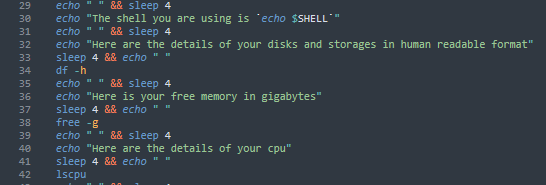 29 echo " " && sleep 4
30 echo "The shell you are using is `echo $SHELL`"
31 echo " " && sleep 4
32 echo "Here are the details of your disks and storages in human readable format"
33 sleep 4 && echo " "
34 df -h
35 echo " " && sleep 4
36 echo "Here is your free memory in gigabytes"
37 sleep 4 && echo " "
38 free -g
39 echo " " && sleep 4
40 echo "Here are the details of your cpu"
41 sleep 4 && echo " "
42 lscpu